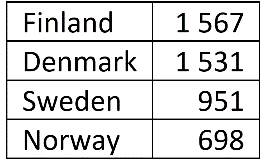 Finland 1 567
Denmark 1 531
Sweden 951
Norway 698